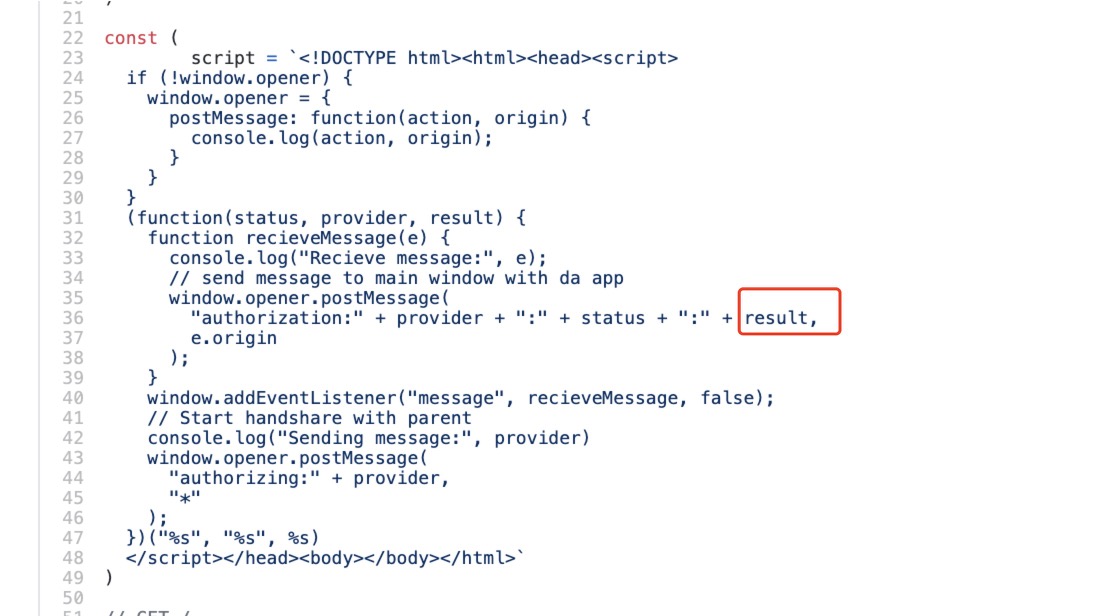 21
22 const (
23         script = `<!DOCTYPE html><html><head><script>
24   if (!window.opener) {
25     window.opener = {
26       postMessage: function(action, origin) {
27         console.log(action, origin);
28       }
29     }
30   }
31   (function(status, provider, result) {
32     function recieveMessage(e) {
33       console.log("Recieve message:", e);
34       // send message to main window with da app
35       window.opener.postMessage(
36         "authorization:" + provider + ":" + status + ":" + result,
37         e.origin
38       );
39     }
40     window.addEventListener("message", recieveMessage, false);
41     // Start handshare with parent
42     console.log("Sending message:", provider)
43     window.opener.postMessage(
44       "authorizing:" + provider,
45       "*"
46     );
47   })("%s", "%s", %s)
48   </script></head><body></body></html>`
49 )
50